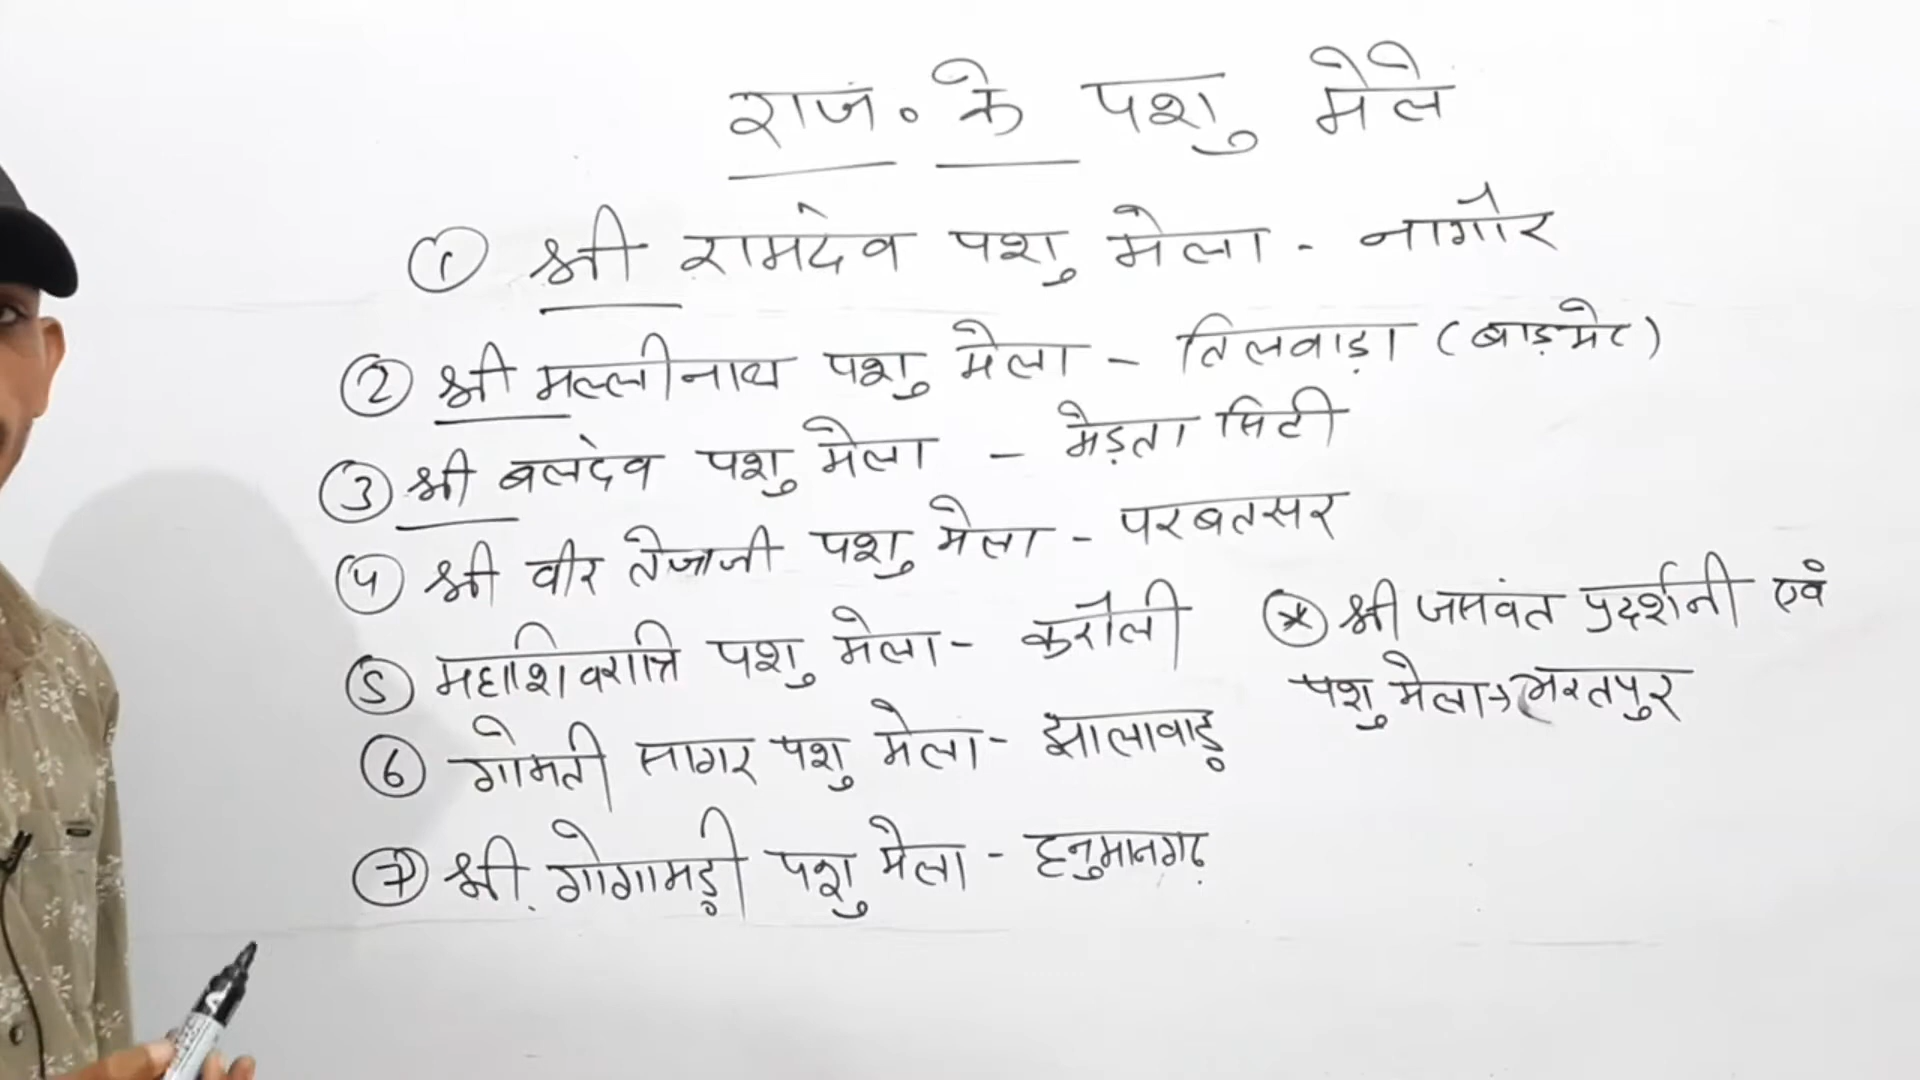 राज. के पशु मेले
① श्री रामदेव पशु मेला - नागौर
② श्री मल्लीनाथ पशु मेला - तिलवाड़ा (बाड़मेर)
③ श्री बलदेव पशु मेला - मेड़ता सिटी
④ श्री वीर तेजाजी पशु मेला - परबतसर
⑤ महाशिवरात्रि पशु मेला - करौली
⑥ गोमती सागर पशु मेला - झालावाड़
⑦ श्री गोगामेड़ी पशु मेला - हनुमानगढ़
* श्री जसवंत प्रदर्शनी एवं
पशु मेला → भरतपुर